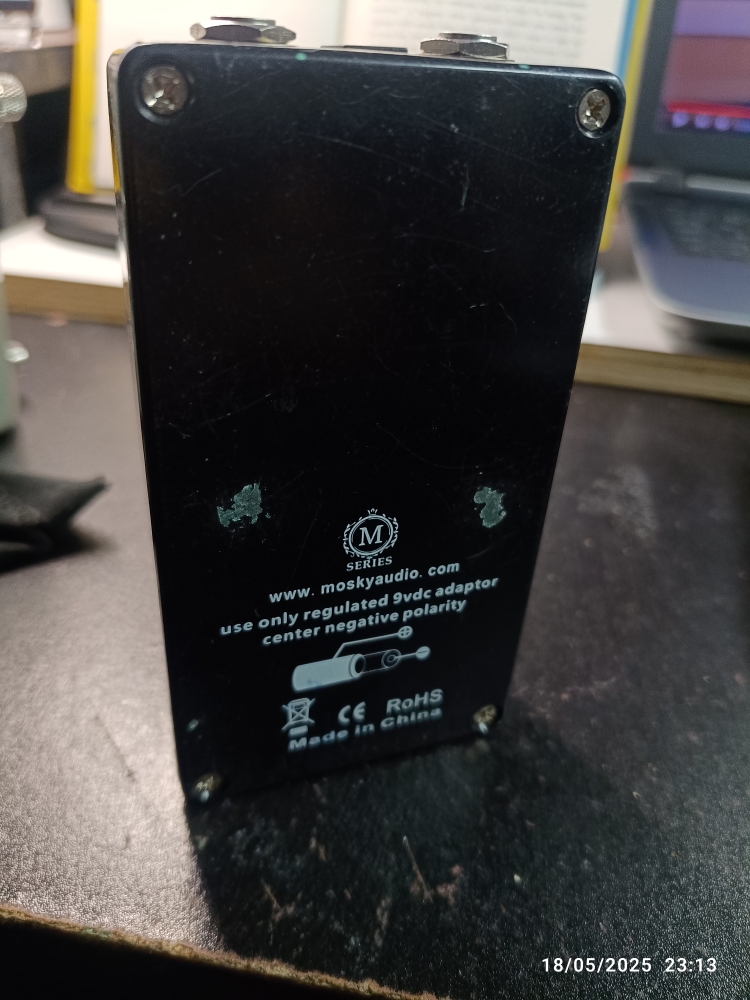 M
SERIES
www. moskyaudio. com
use only regulated 9vdc adaptor
center negative polarity
CE RoHS
Made in China
18/05/2025 23:13